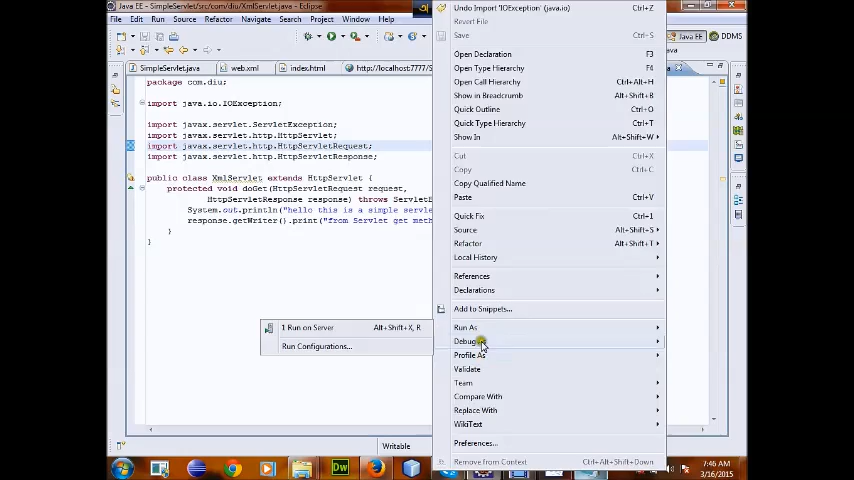 Java EE - SimpleServlet/src/com/diu/XmlServlet.java - Eclipse
File Edit Run Source Refactor Navigate Search Project Window Help
Java EE DDMS
SimpleServlet.java web.xml index.html http://localhost:7777/S
package com.diu;
import java.io.IOException;
import javax.servlet.ServletException;
import javax.servlet.http.HttpServlet;
import javax.servlet.http.HttpServletRequest;
import javax.servlet.http.HttpServletResponse;
public class XmlServlet extends HttpServlet {
protected void doGet(HttpServletRequest request,
HttpServletResponse response) throws ServletE
System.out.println("hello this is a simple servle
response.getWriter().print("from Servlet get meth
}
}
Undo Import 'IOException' (java.io) Ctrl+Z
Revert File
Save Ctrl+S
Open Declaration F3
Open Type Hierarchy F4
Open Call Hierarchy Ctrl+Alt+H
Show in Breadcrumb Alt+Shift+B
Quick Outline Ctrl+O
Quick Type Hierarchy Ctrl+T
Show In Alt+Shift+W
Cut Ctrl+X
Copy Ctrl+C
Copy Qualified Name
Paste Ctrl+V
Quick Fix Ctrl+1
Source Alt+Shift+S
Refactor Alt+Shift+T
Local History
References
Declarations
Add to Snippets...
Run As
Debug
Profile As
Validate
Team
Compare With
Replace With
WikiText
Preferences...
Remove from Context Ctrl+Alt+Shift+Down
1 Run on Server Alt+Shift+X, R
Run Configurations...
Writable
Dw
7:46 AM
3/16/2015